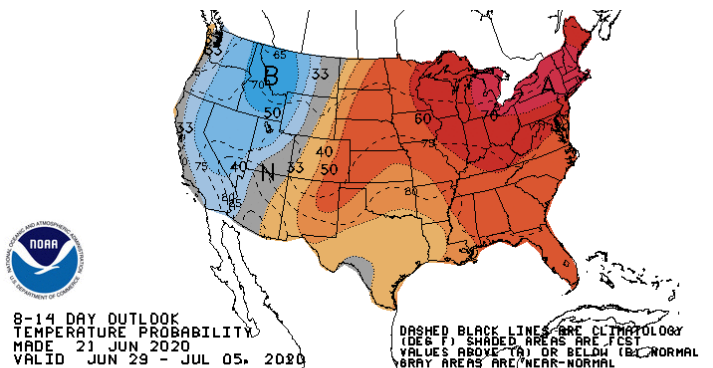 33
65
B
70
33
A
50
60
70
33
75
75
40
40
N
33
50
80
80
85
NATIONAL OCEANIC AND ATMOSPHERIC ADMINISTRATION
NOAA
U.S. DEPARTMENT OF COMMERCE
8-14 DAY OUTLOOK
TEMPERATURE PROBABILITY
MADE 21 JUN 2020
VALID JUN 29 - JUL 05, 2020
DASHED BLACK LINES ARE CLIMATOLOGY
(DEG F) SHADED AREAS ARE FCST
VALUES ABOVE (A) OR BELOW (B) NORMAL
GRAY AREAS ARE NEAR-NORMAL